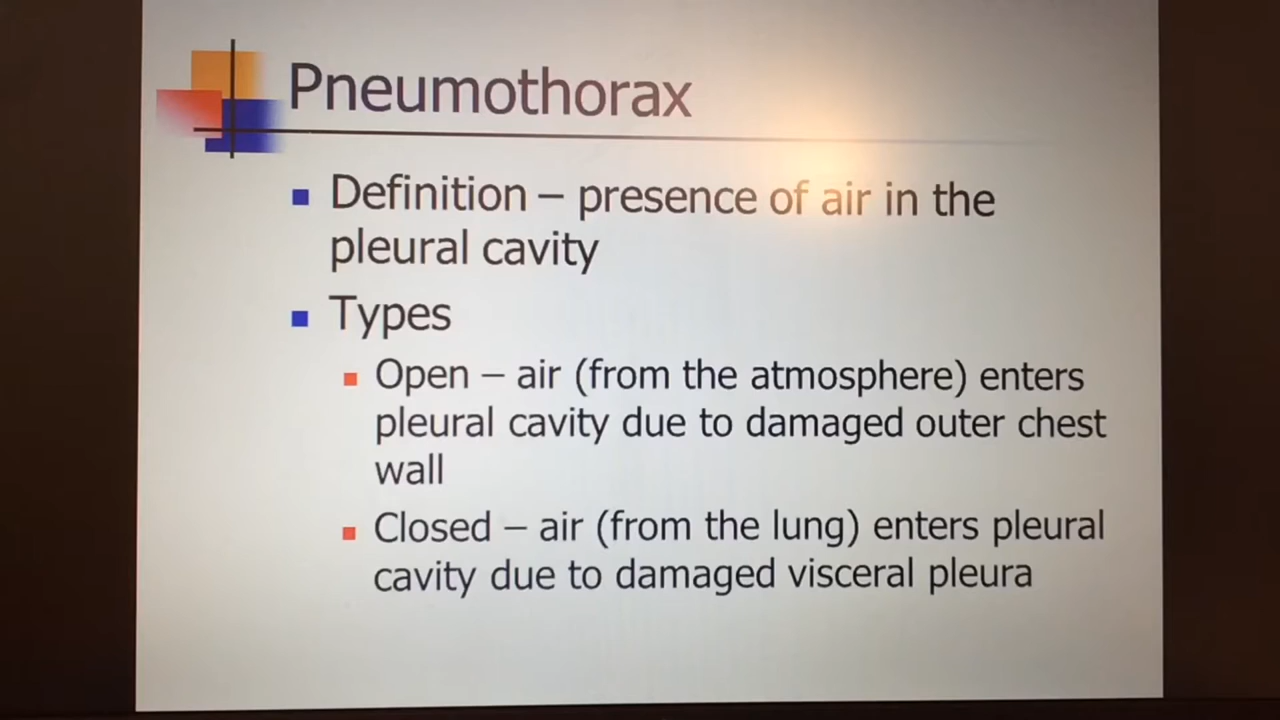 Pneumothorax
Definition – presence of air in the
pleural cavity
Types
Open – air (from the atmosphere) enters
pleural cavity due to damaged outer chest
wall
Closed – air (from the lung) enters pleural
cavity due to damaged visceral pleura